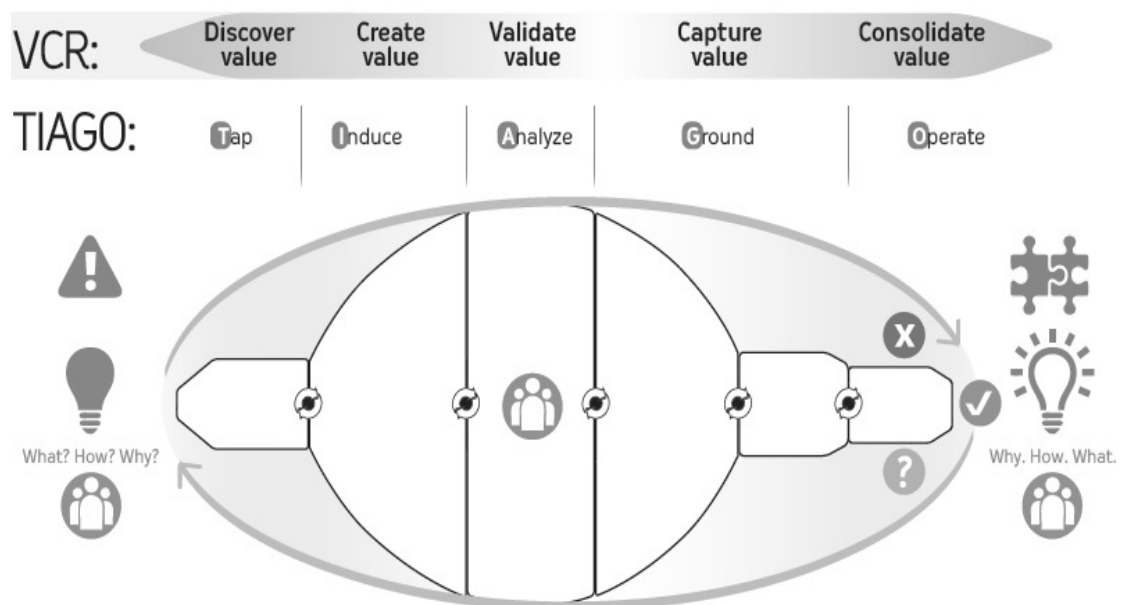 VCR:
Discover value
Create value
Validate value
Capture value
Consolidate value
TIAGO:
Tap
Induce
Analyze
Ground
Operate
!
X
What? How? Why?
?
Why. How. What.